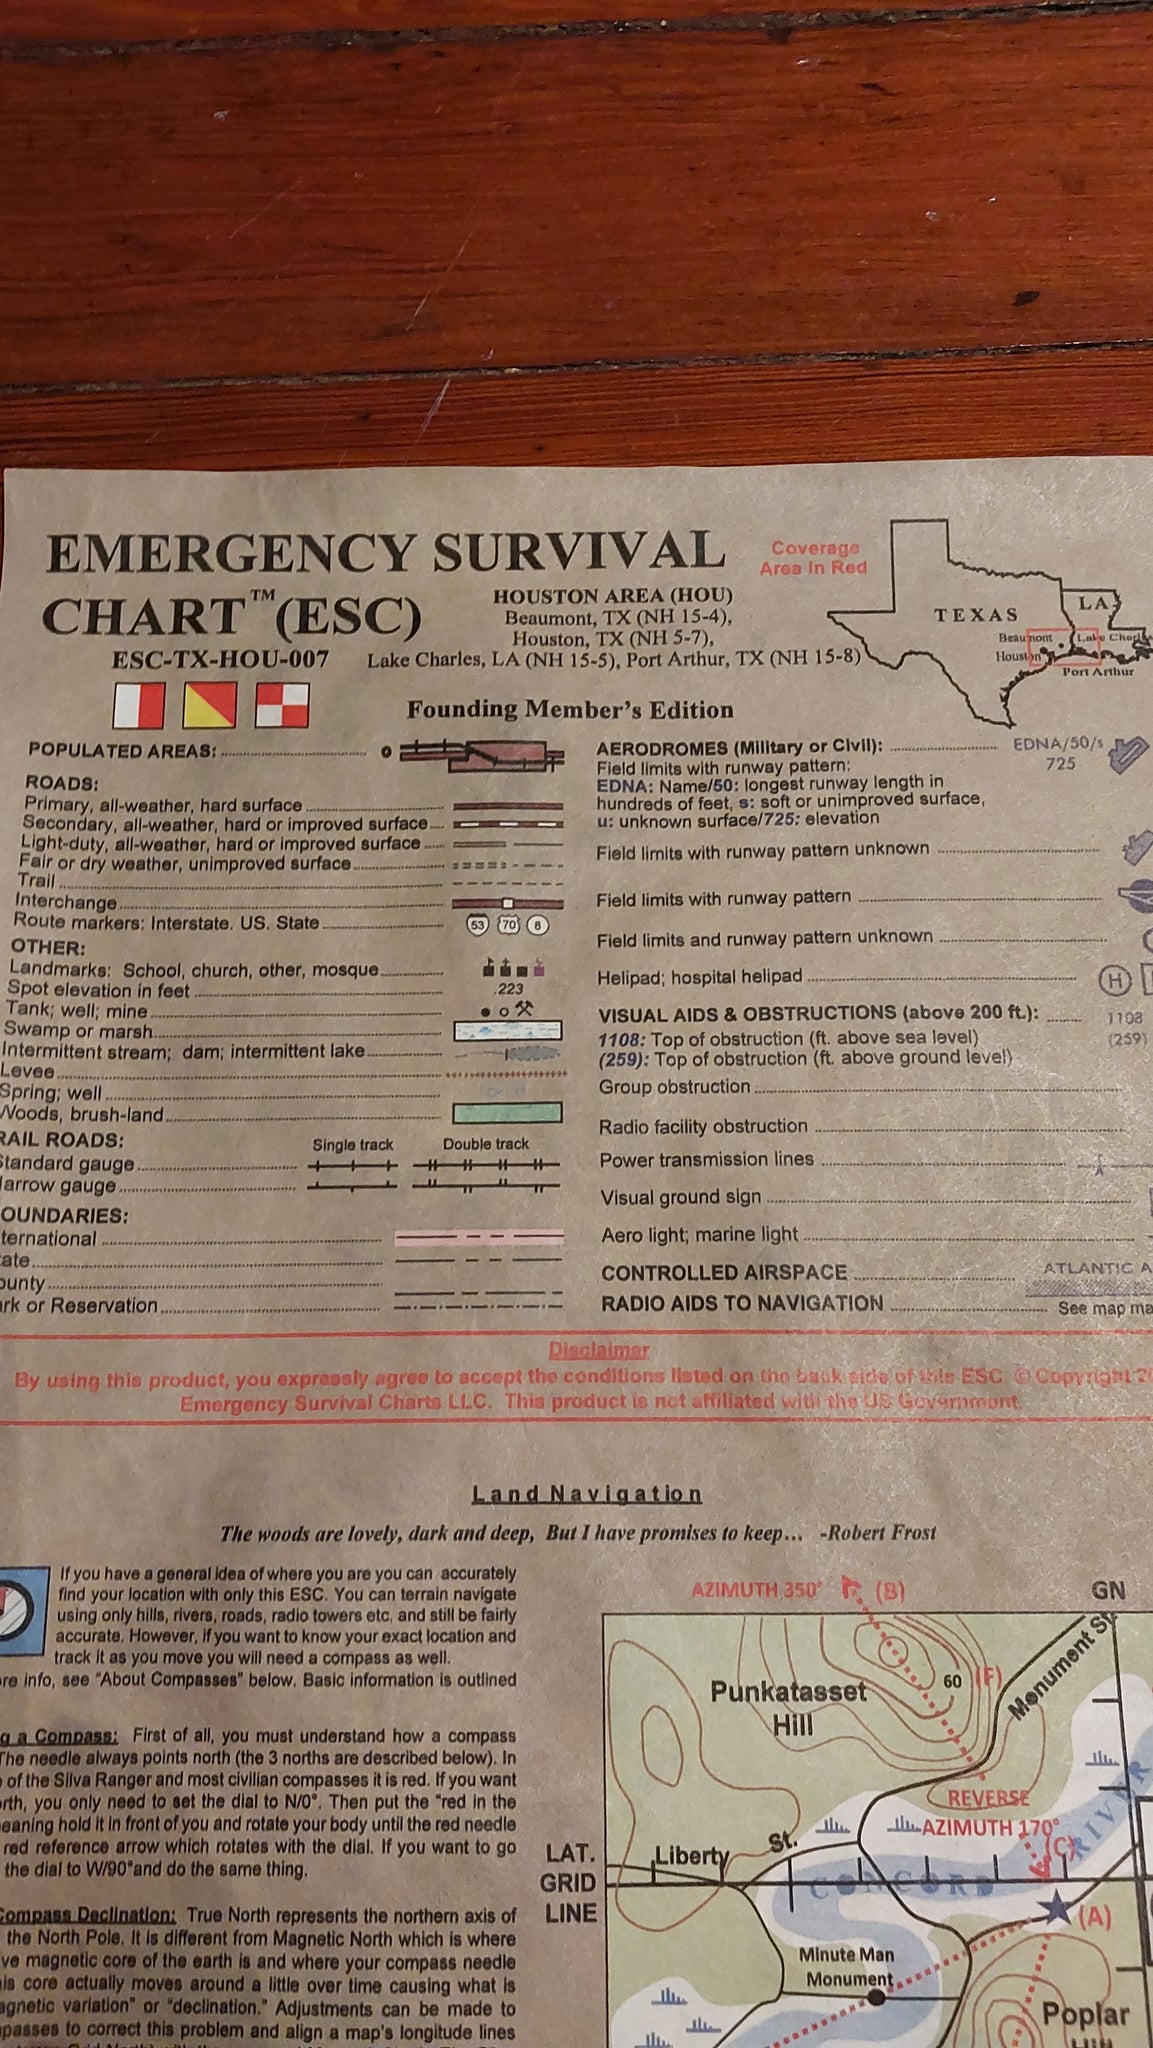 EMERGENCY SURVIVAL
CHART™(ESC)
ESC-TX-HOU-007
HOUSTON AREA (HOU)
Beaumont, TX (NH 15-4),
Houston, TX (NH 5-7),
Lake Charles, LA (NH 15-5), Port Arthur, TX (NH 15-8)
Coverage
Area In Red
TEXAS
LA
Beaumont
Lake Charles
Houston
Port Arthur
Founding Member's Edition
POPULATED AREAS:
ROADS:
Primary, all-weather, hard surface
Secondary, all-weather, hard or improved surface
Light-duty, all-weather, hard or improved surface
Fair or dry weather, unimproved surface
Trail
Interchange
Route markers: Interstate. US. State
53 70 8
OTHER:
Landmarks: School, church, other, mosque
Spot elevation in feet
.223
Tank; well; mine
Swamp or marsh
Intermittent stream; dam; intermittent lake
Levee
Spring; well
Woods, brush-land
RAIL ROADS:
Single track
Double track
Standard gauge
Narrow gauge
OUNDARIES:
ternational
ate
ounty
rk or Reservation
AERODROMES (Military or Civil):
EDNA/50/s
725
Field limits with runway pattern:
EDNA: Name/50: longest runway length in
hundreds of feet, s: soft or unimproved surface,
u: unknown surface/725: elevation
Field limits with runway pattern unknown
Field limits with runway pattern
Field limits and runway pattern unknown
Helipad; hospital helipad
H
VISUAL AIDS & OBSTRUCTIONS (above 200 ft.):
1108
(259)
1108: Top of obstruction (ft. above sea level)
(259): Top of obstruction (ft. above ground level)
Group obstruction
Radio facility obstruction
Power transmission lines
Visual ground sign
Aero light; marine light
CONTROLLED AIRSPACE
ATLANTIC A
RADIO AIDS TO NAVIGATION
See map ma
Disclaimer
By using this product, you expressly agree to accept the conditions listed on the back side of this ESC © Copyright 20
Emergency Survival Charts LLC. This product is not affiliated with the US Government.
Land Navigation
The woods are lovely, dark and deep, But I have promises to keep... -Robert Frost
If you have a general idea of where you are you can accurately
find your location with only this ESC. You can terrain navigate
using only hills, rivers, roads, radio towers etc, and still be fairly
accurate. However, if you want to know your exact location and
track it as you move you will need a compass as well.
re info, see "About Compasses" below. Basic information is outlined
g a Compass: First of all, you must understand how a compass
The needle always points north (the 3 norths are described below). In
of the Silva Ranger and most civilian compasses it is red. If you want
rth, you only need to set the dial to N/0°. Then put the "red in the
eaning hold it in front of you and rotate your body until the red needle
red reference arrow which rotates with the dial. If you want to go
the dial to W/90°and do the same thing.
Compass Declination: True North represents the northern axis of
the North Pole. It is different from Magnetic North which is where
ve magnetic core of the earth is and where your compass needle
is core actually moves around a little over time causing what is
agnetic variation" or "declination." Adjustments can be made to
passes to correct this problem and align a map's longitude lines
AZIMUTH 350°
(B)
GN
Punkatasset
Hill
60
(F)
Monument St.
REVERSE
AZIMUTH 170°
(C)
RIVER
LAT.
GRID
LINE
Liberty St.
CONCORD
(A)
Minute Man
Monument
Poplar
Hill